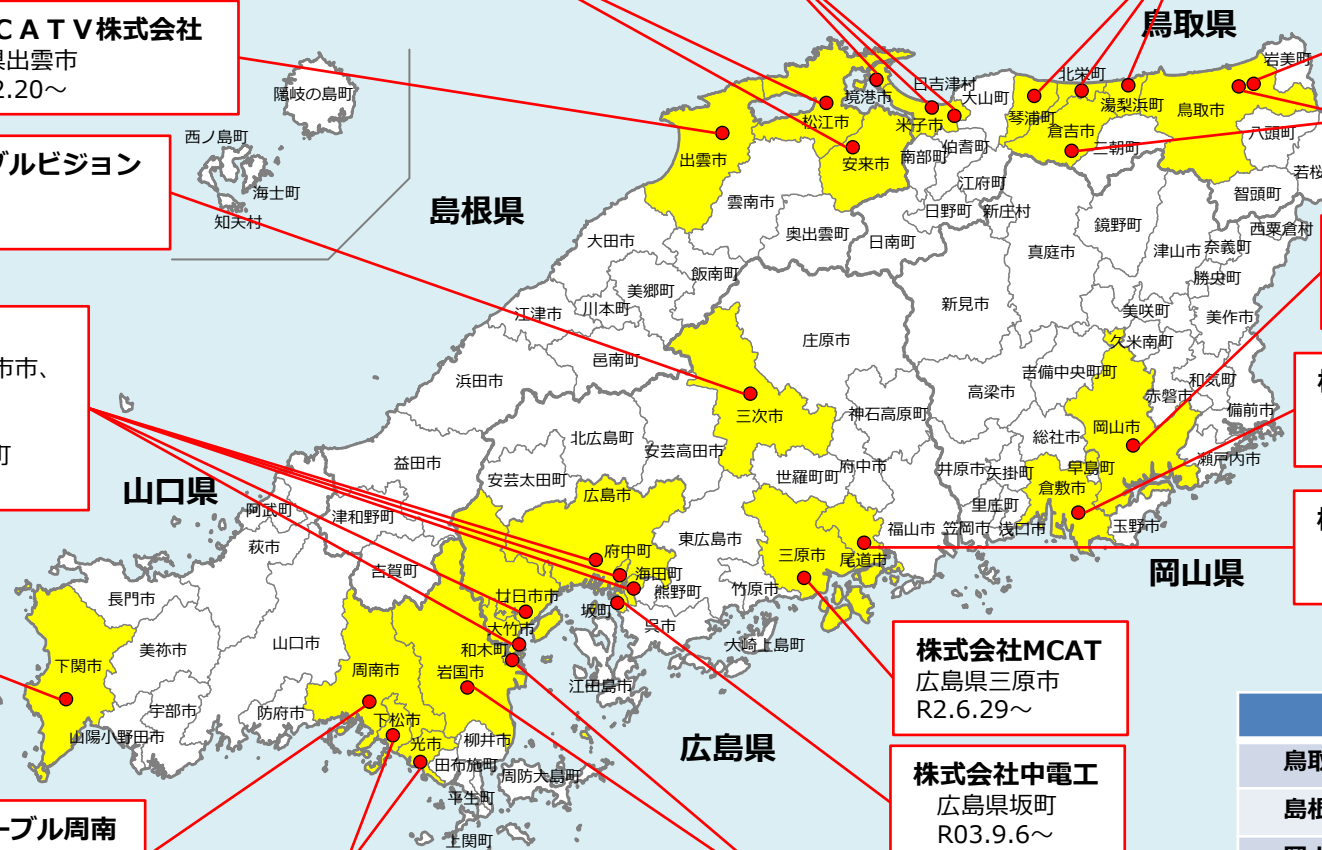 ＣＡＴＶ株式会社
県出雲市
2.20～
ブルビジョン
市市、
町
ーブル周南
株式会社MCAT
広島県三原市
R2.6.29～
株式会社中電工
広島県坂町
R03.9.6～
鳥取県
島根県
岡山県
広島県
山口県
隠岐の島町
西ノ島町
海士町
知夫村
岩美町
北栄町
日吉津村
大山町
境港市
湯梨浜町
鳥取市
琴浦町
松江市
米子市
倉吉市
八頭町
三朝町
出雲市
安来市
南部町
伯耆町
若桜
江府町
智頭町
雲南市
日野町
新庄村
鏡野町
西粟倉村
奥出雲町
大田市
日南町
真庭市
津山市
奈義町
飯南町
勝央町
美郷町
新見市
川本町
江津市
美咲町
美作市
庄原市
久米南町
邑南町
吉備中央町町
浜田市
高梁市
和気町
赤磐市
三次市
神石高原町
備前市
岡山市
北広島町
総社市
安芸高田市
益田市
瀬戸内市
府中市
井原市
矢掛町
早島町
安芸太田町
世羅町町
倉敷市
広島市
里庄町
阿武町
津和野町
福山市
笠岡市
浅口市
玉野市
東広島市
萩市
三原市
尾道市
府中町
吉賀町
海田町
熊野町
竹原市
長門市
廿日市市
坂町
呉市
大竹市
大崎上島町
山口市
美祢市
和木町
下関市
周南市
岩国市
江田島市
宇部市
防府市
下松市
山陽小野田市
光市
柳井市
田布施町
周防大島町
平生町
上関町
鳥取
島根